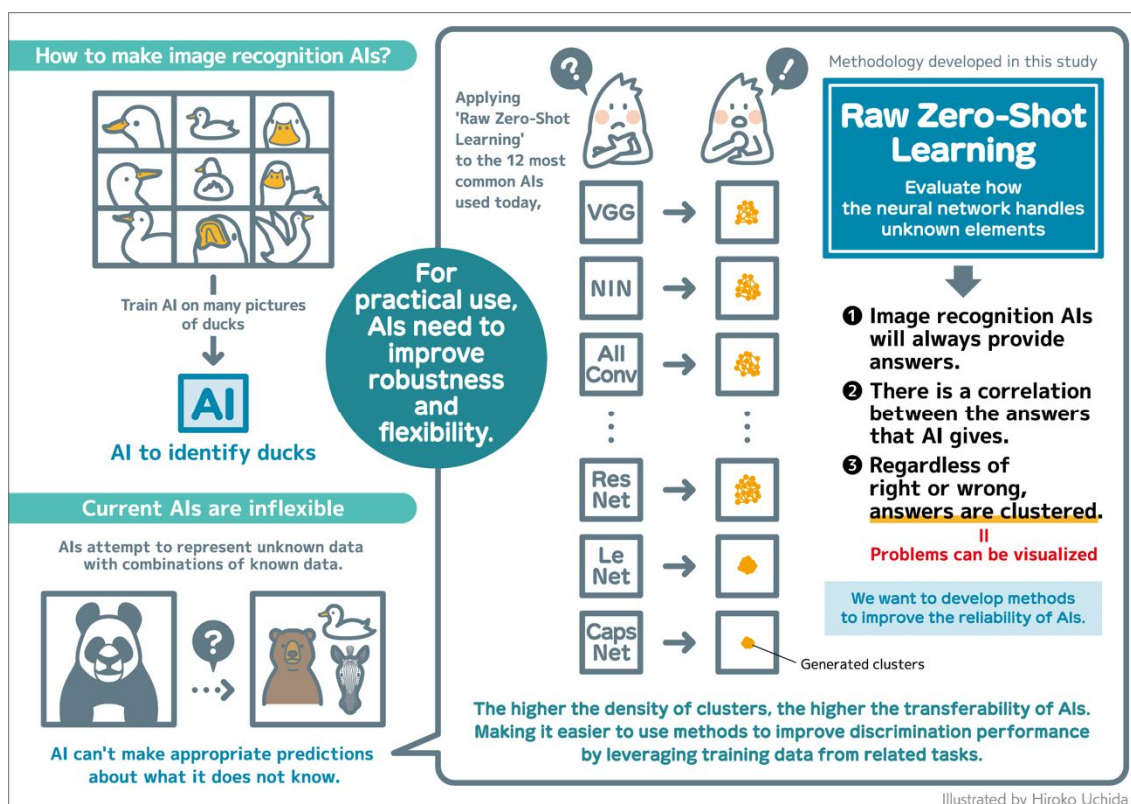 How to make image recognition AIs?
Train AI on many pictures
of ducks
AI
AI to identify ducks
Current AIs are inflexible
AIs attempt to represent unknown data
with combinations of known data.
?
AI can't make appropriate predictions
about what it does not know.
For
practical use,
AIs need to
improve
robustness
and
flexibility.
Applying
'Raw Zero-Shot
Learning'
to the 12 most
common AIs
used today,
?
!
VGG
NIN
All
Conv
Res
Net
Le
Net
Caps
Net
Generated clusters
Methodology developed in this study
Raw Zero-Shot
Learning
Evaluate how
the neural network handles
unknown elements
❶ Image recognition AIs
will always provide
answers.
❷ There is a correlation
between the answers
that AI gives.
❸ Regardless of
right or wrong,
answers are clustered.
=
Problems can be visualized
We want to develop methods
to improve the reliability of AIs.
The higher the density of clusters, the higher the transferability of AIs.
Making it easier to use methods to improve discrimination performance
by leveraging training data from related tasks.
Illustrated by Hiroko Uchida